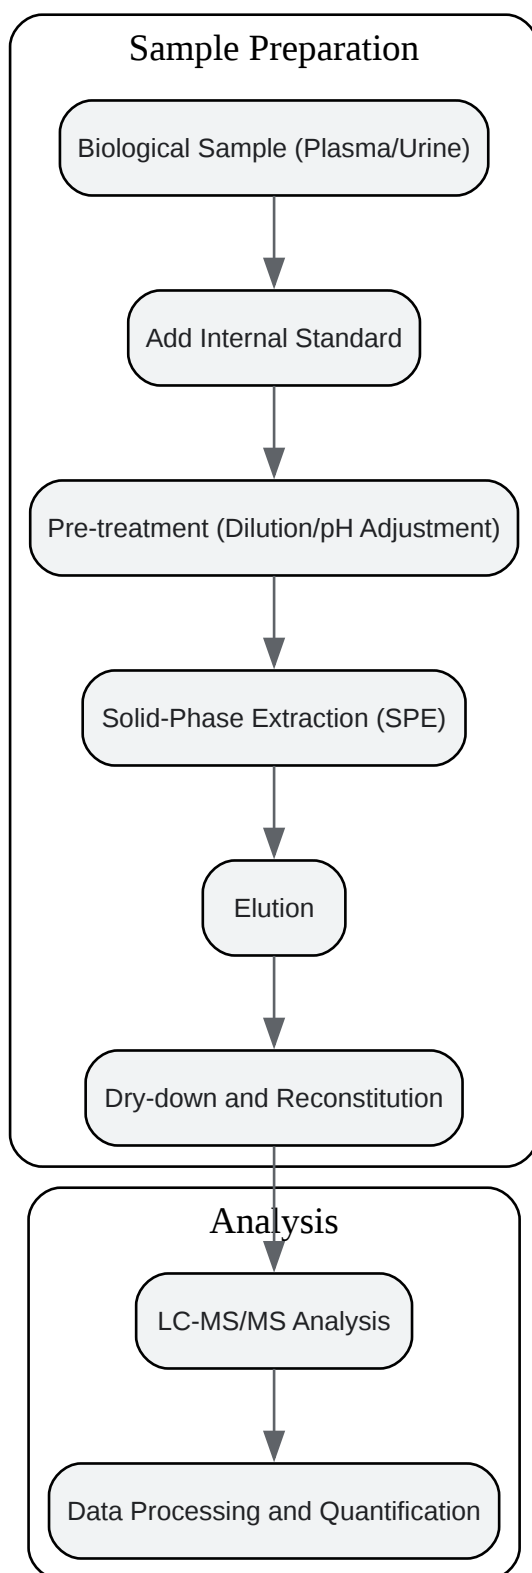 Sample Preparation
Biological Sample (Plasma/Urine)
Add Internal Standard
Pre-treatment (Dilution/pH Adjustment)
Solid-Phase Extraction (SPE)
Elution
Dry-down and Reconstitution
Analysis
LC-MS/MS Analysis
Data Processing and Quantification